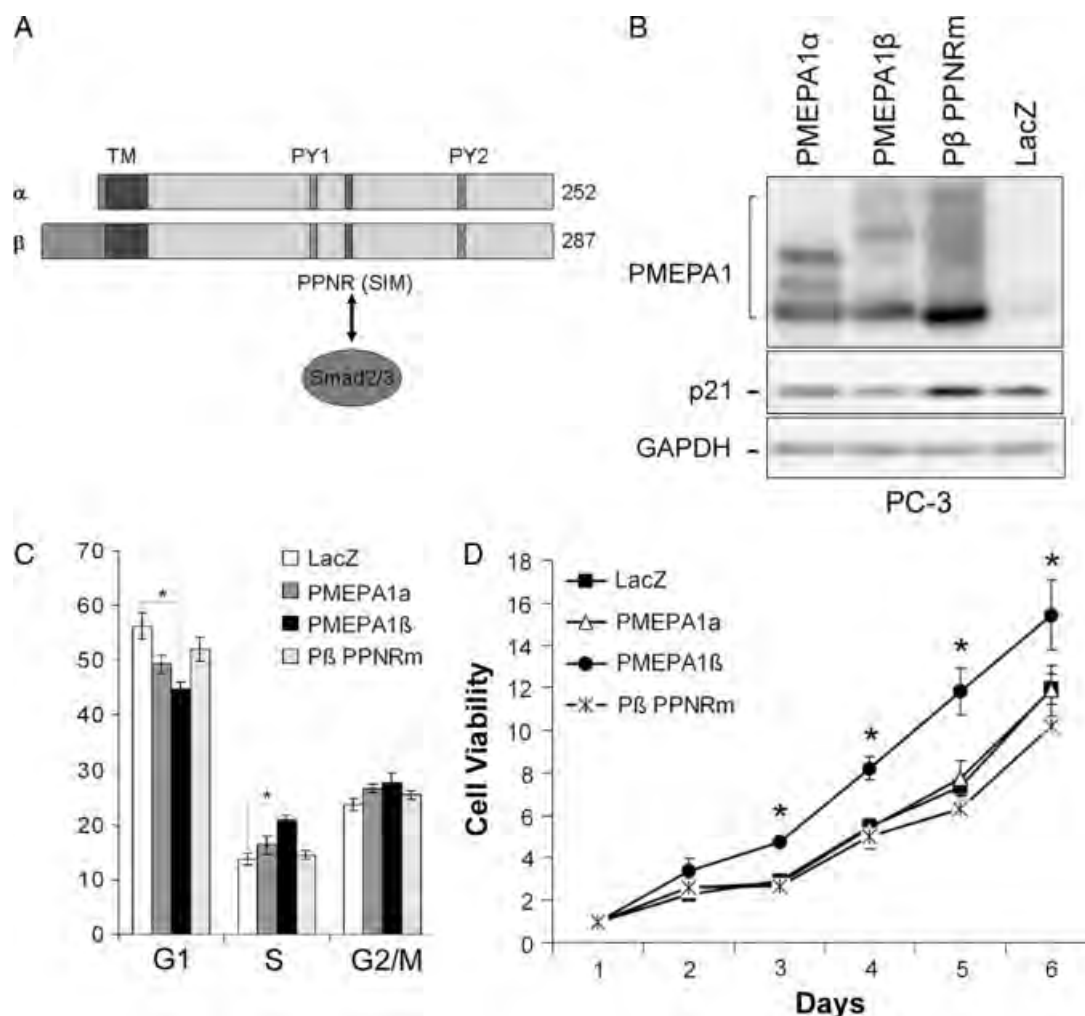 A
TM PY1 PY2
α 252
β 287
PPNR (SIM)
Smad2/3
B
PMEPA1α PMEPA1β Pβ PPNRm LacZ
PMEPA1
p21 -
GAPDH -
PC-3
C
70
60
50
40
30
20
10
0
LacZ
PMEPA1a
PMEPA1ß
Pß PPNRm
*
*
G1 S G2/M
D
18
16
14
12
10
8
6
4
2
0
Cell Viability
LacZ
PMEPA1a
PMEPA1ß
Pß PPNRm
* * * *
1 2 3 4 5 6
Days